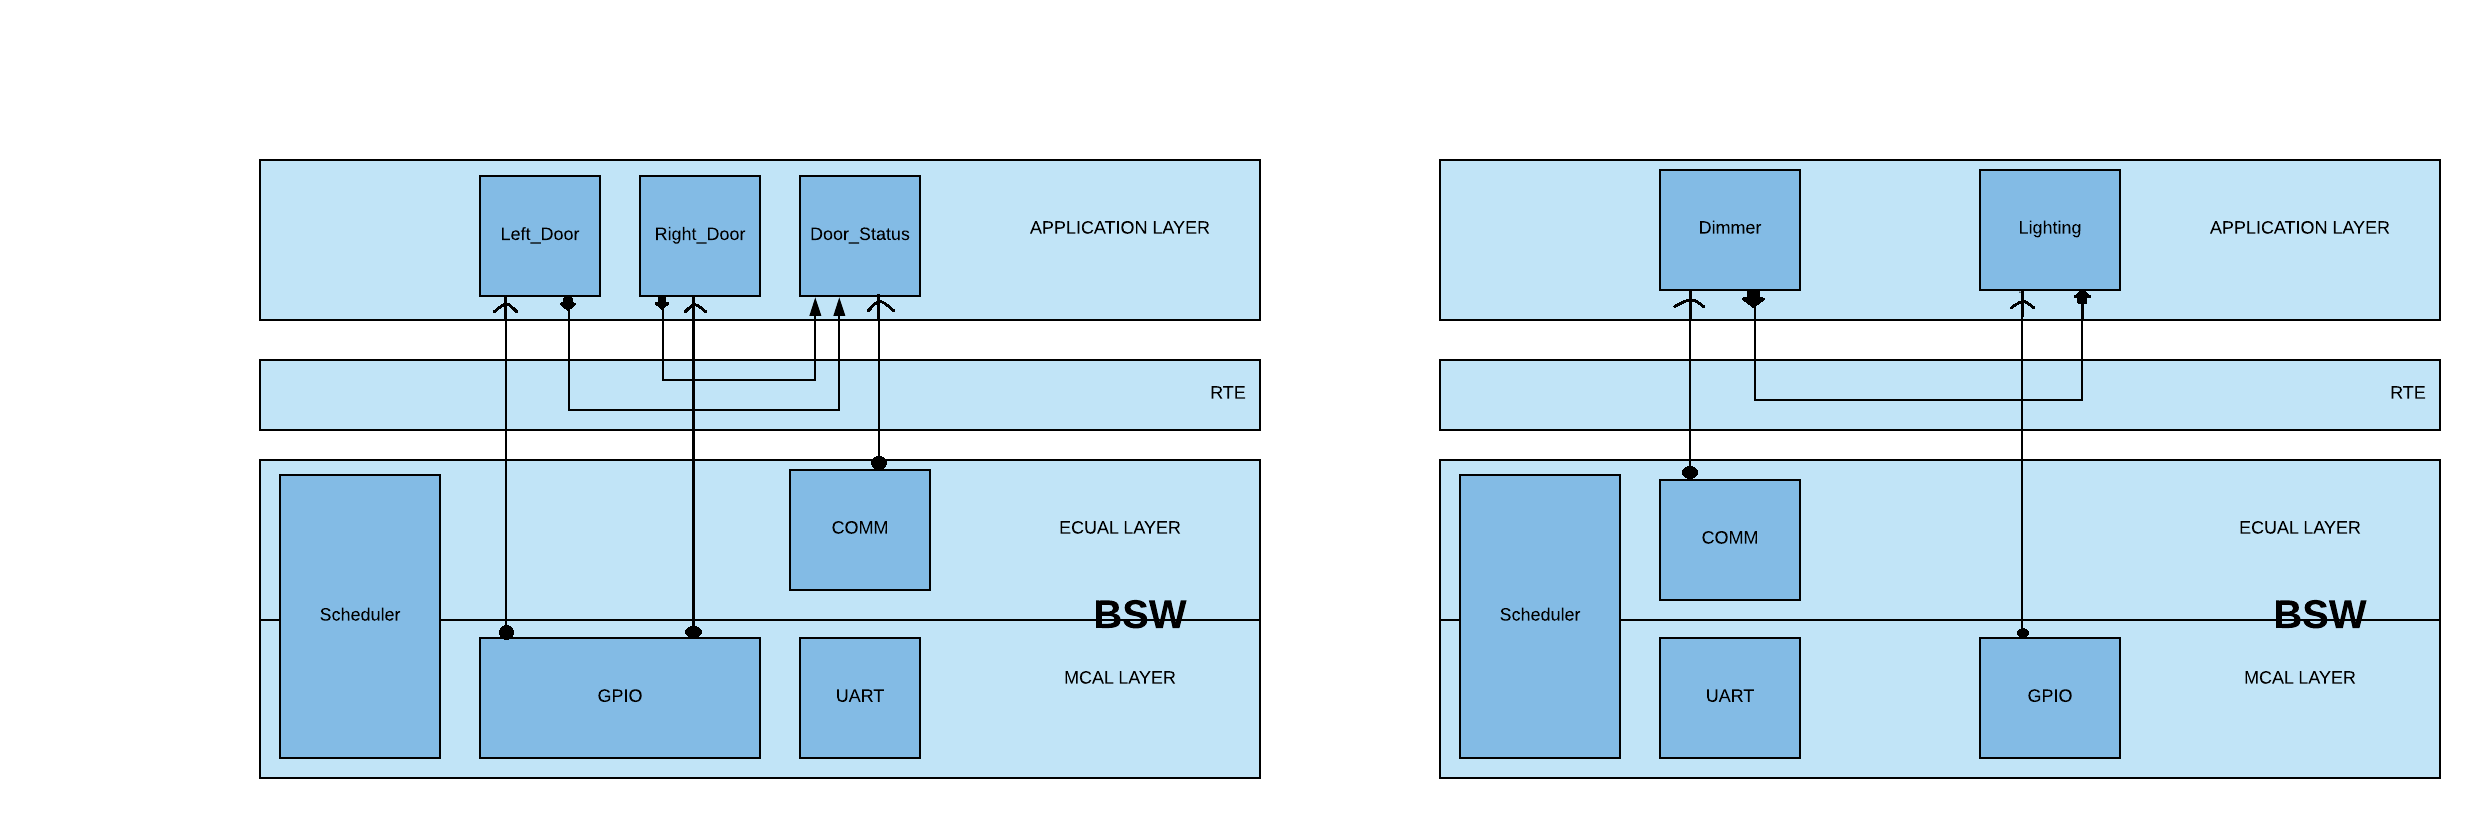 Left_Door
Right_Door
Door_Status
APPLICATION LAYER
RTE
Scheduler
COMM
ECUAL LAYER
BSW
GPIO
UART
MCAL LAYER
Dimmer
Lighting
APPLICATION LAYER
RTE
Scheduler
COMM
ECUAL LAYER
BSW
UART
GPIO
MCAL LAYER